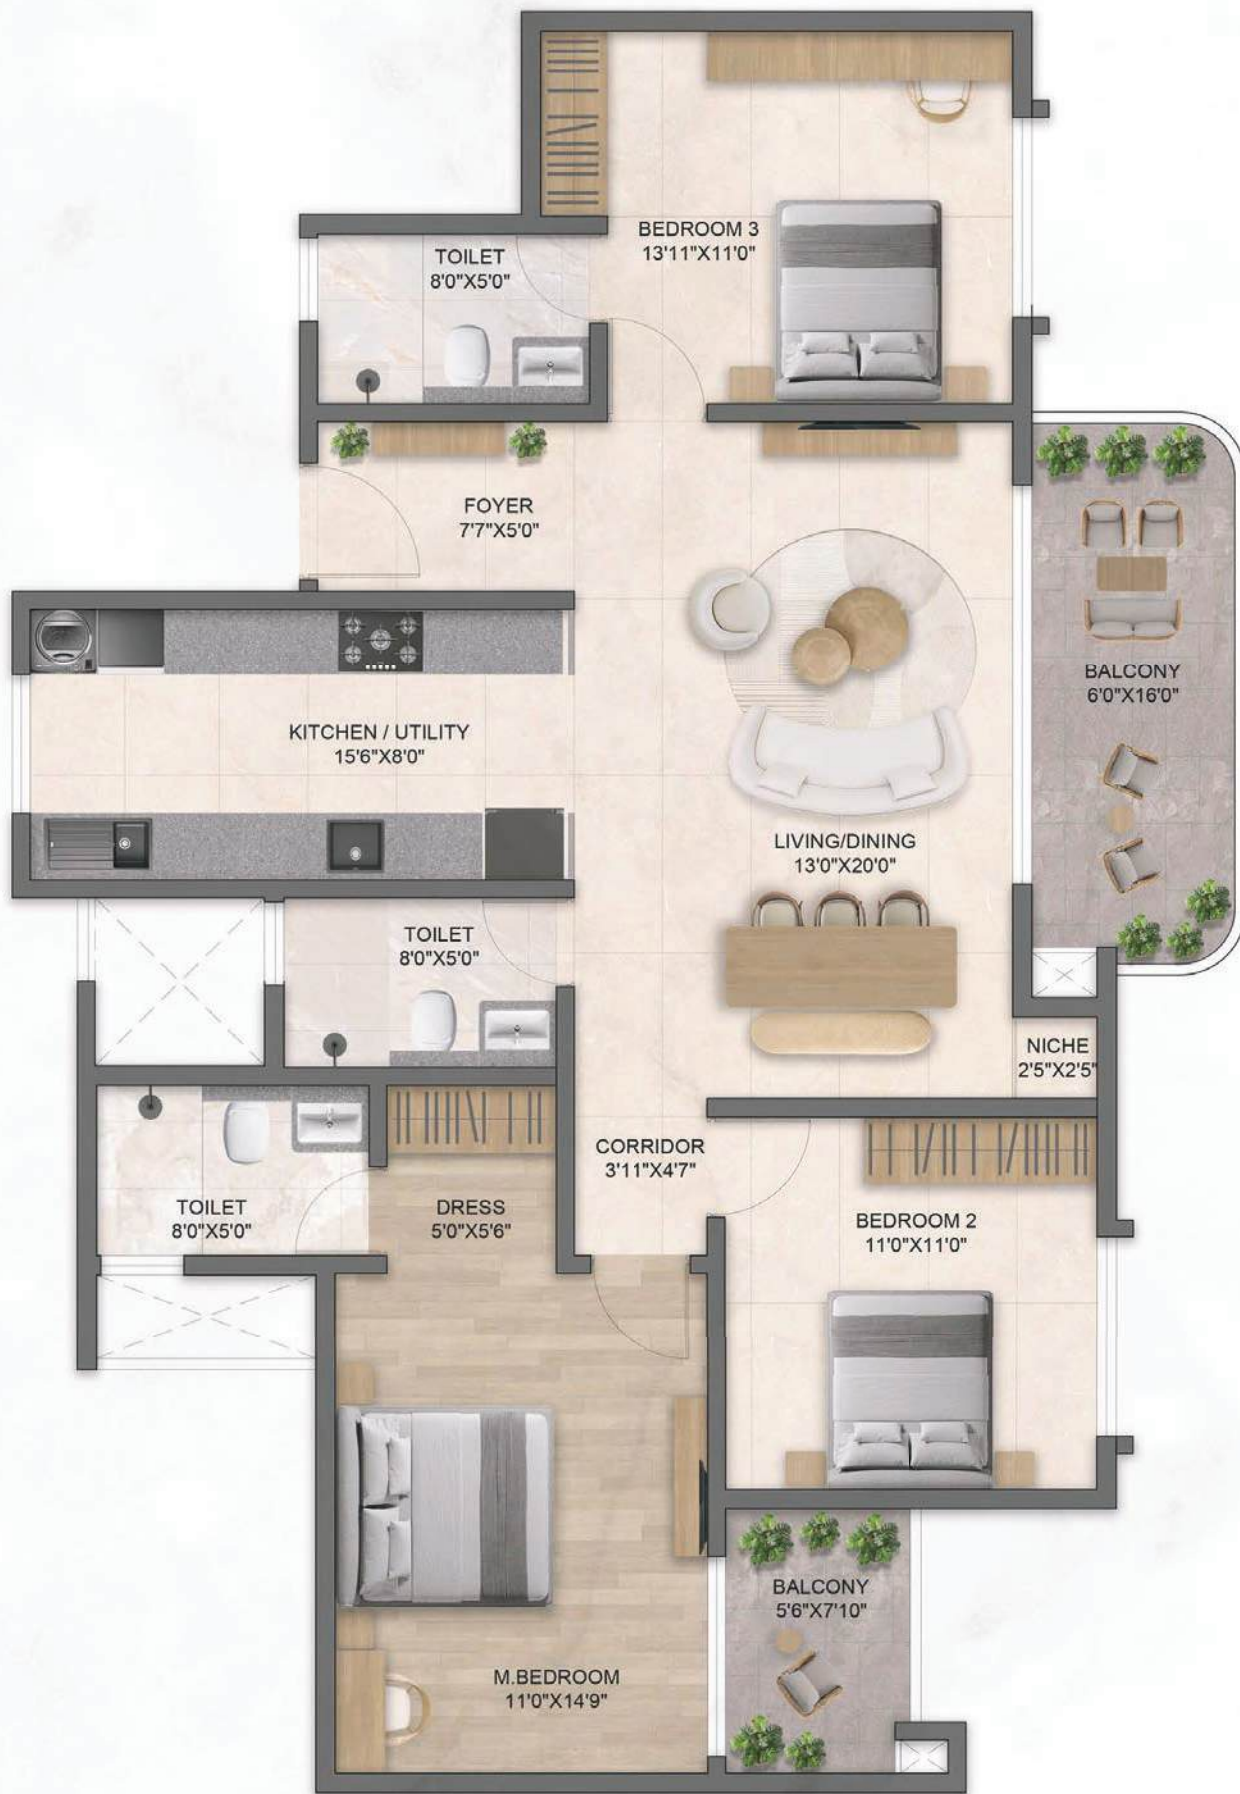 BEDROOM 3
13'11"X11'0"
TOILET
8'0"X5'0"
FOYER
7'7"X5'0"
BALCONY
6'0"X16'0"
KITCHEN / UTILITY
15'6"X8'0"
LIVING/DINING
13'0"X20'0"
TOILET
8'0"X5'0"
NICHE
2'5"X2'5"
CORRIDOR
3'11"X4'7"
TOILET
8'0"X5'0"
DRESS
5'0"X5'6"
BEDROOM 2
11'0"X11'0"
BALCONY
5'6"X7'10"
M.BEDROOM
11'0"X14'9"